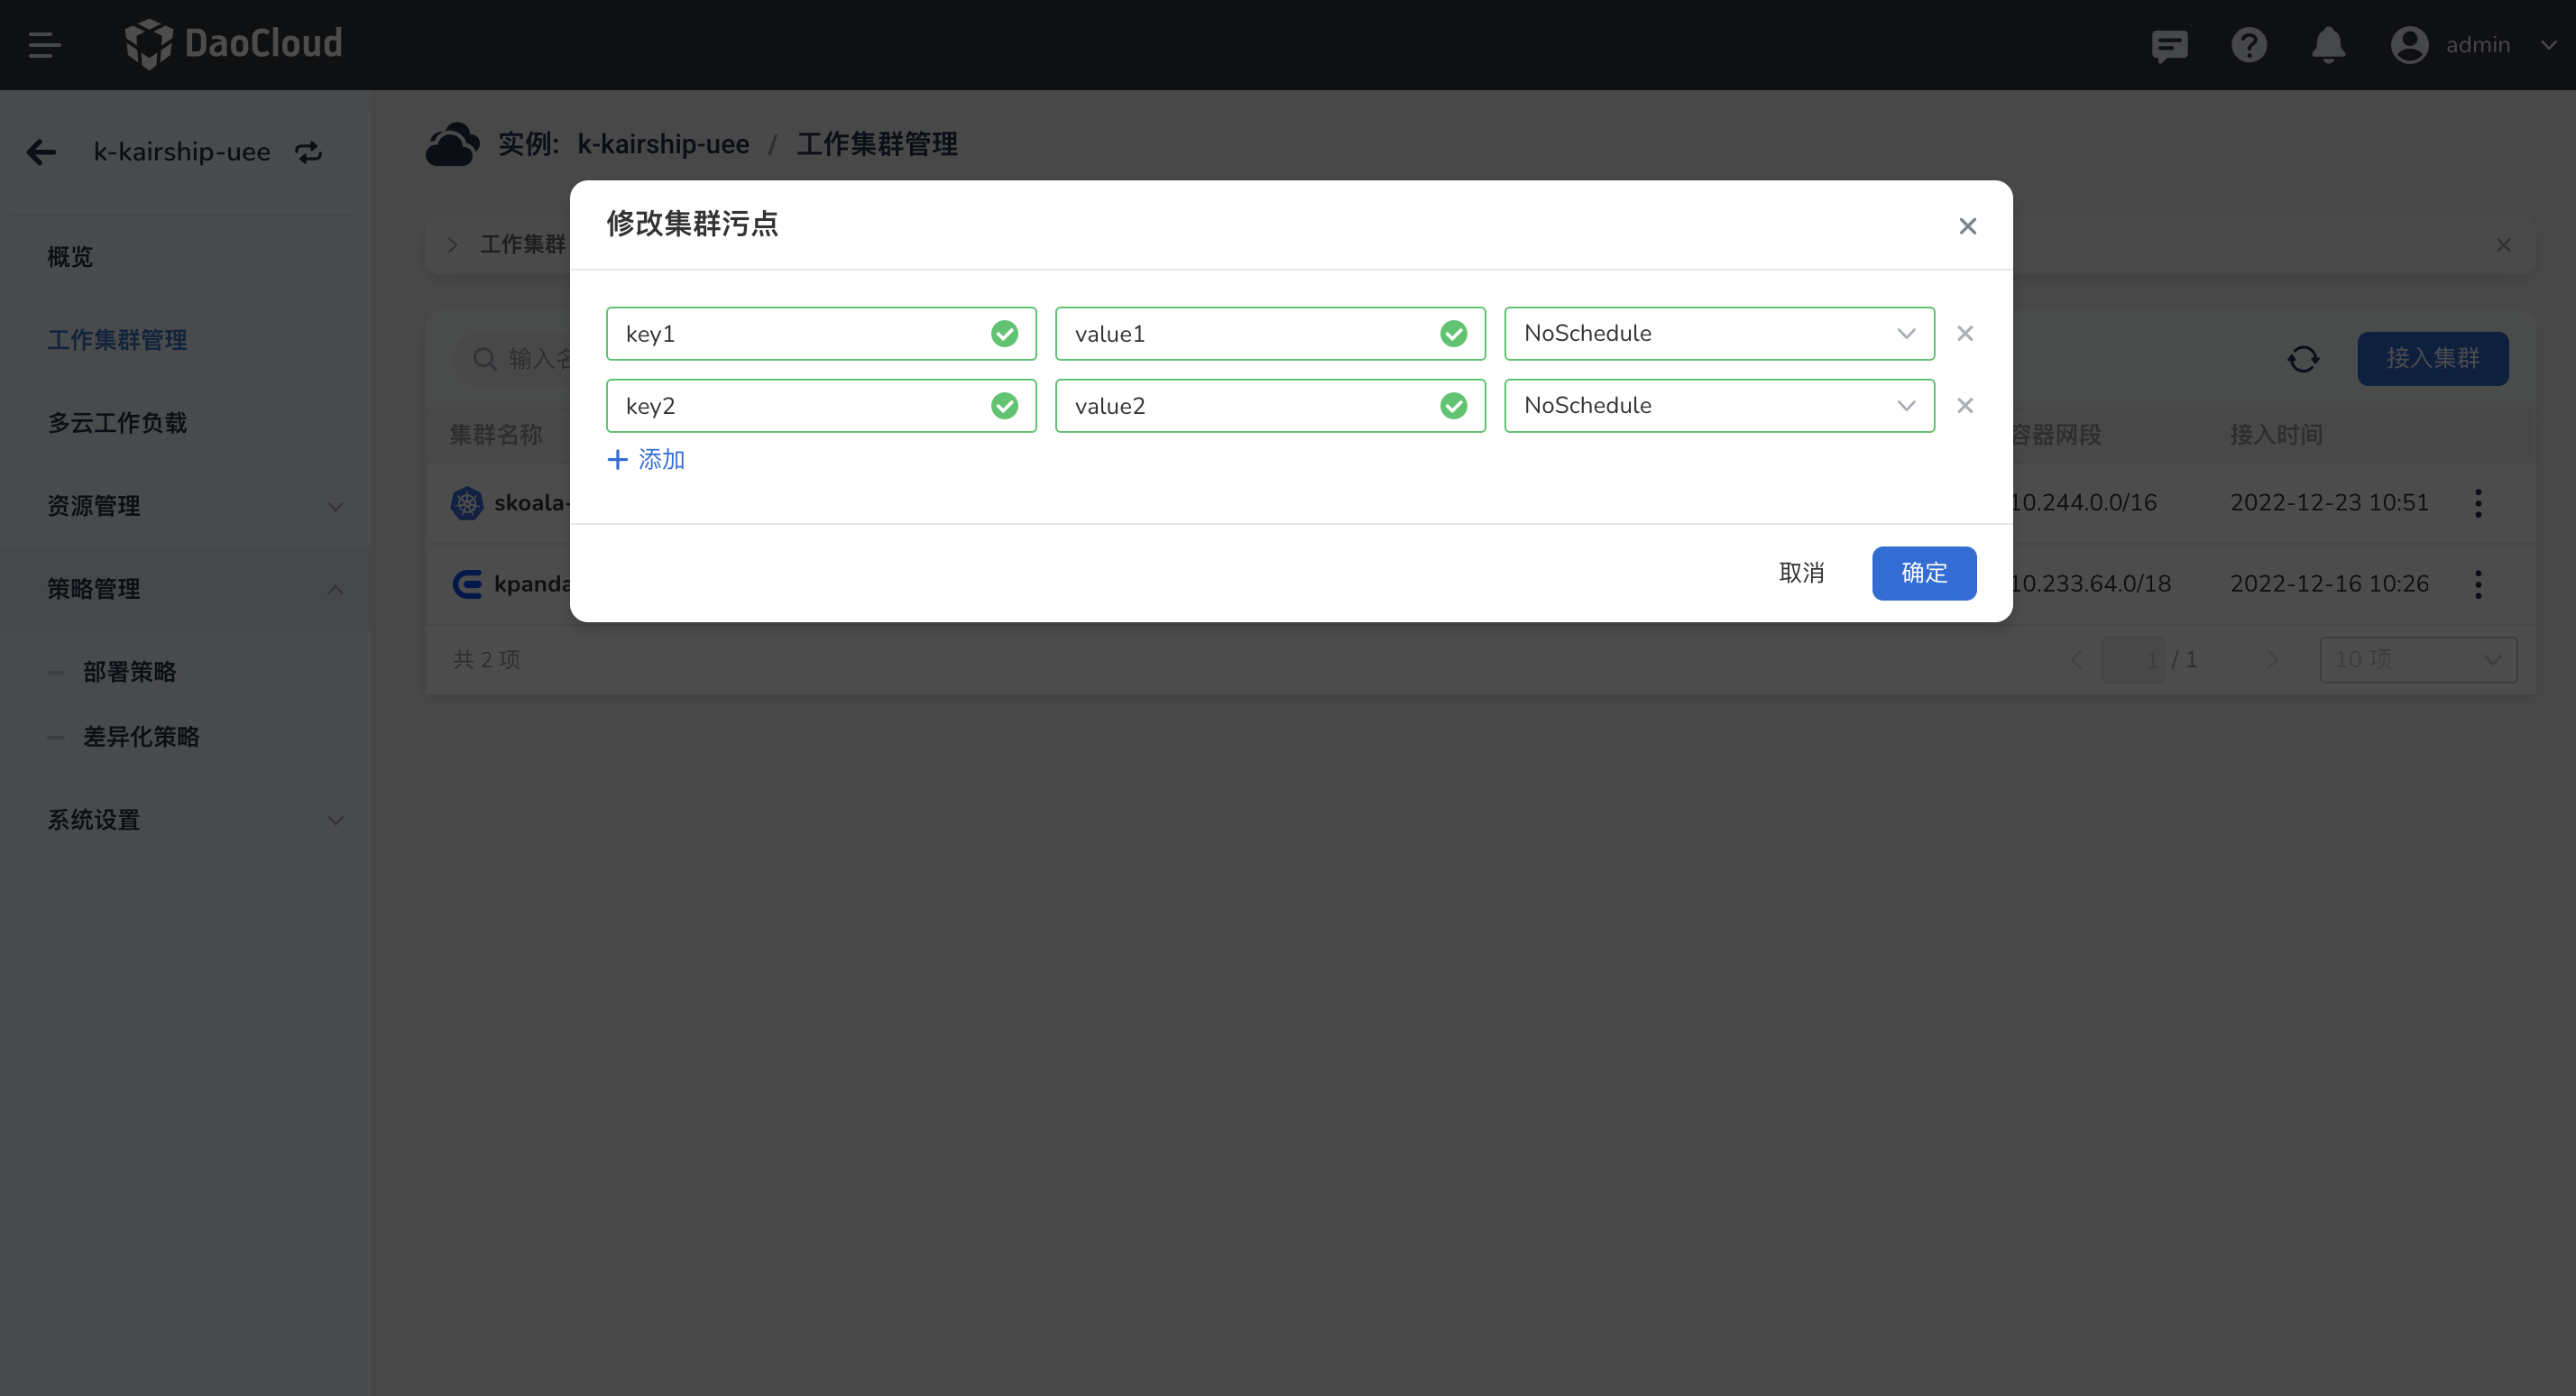 DaoCloud
admin
k-kairship-uee
实例: k-kairship-uee / 工作集群管理
概览
工作集群管理
多云工作负载
资源管理
策略管理
部署策略
差异化策略
系统设置
工作集群
修改集群污点
key1 value1 NoSchedule
key2 value2 NoSchedule
添加
取消 确定
输入名
接入集群
集群名称 容器网段 接入时间
skoala- 10.244.0.0/16 2022-12-23 10:51
kpanda 10.233.64.0/18 2022-12-16 10:26
共 2 项 1 / 1 10 项